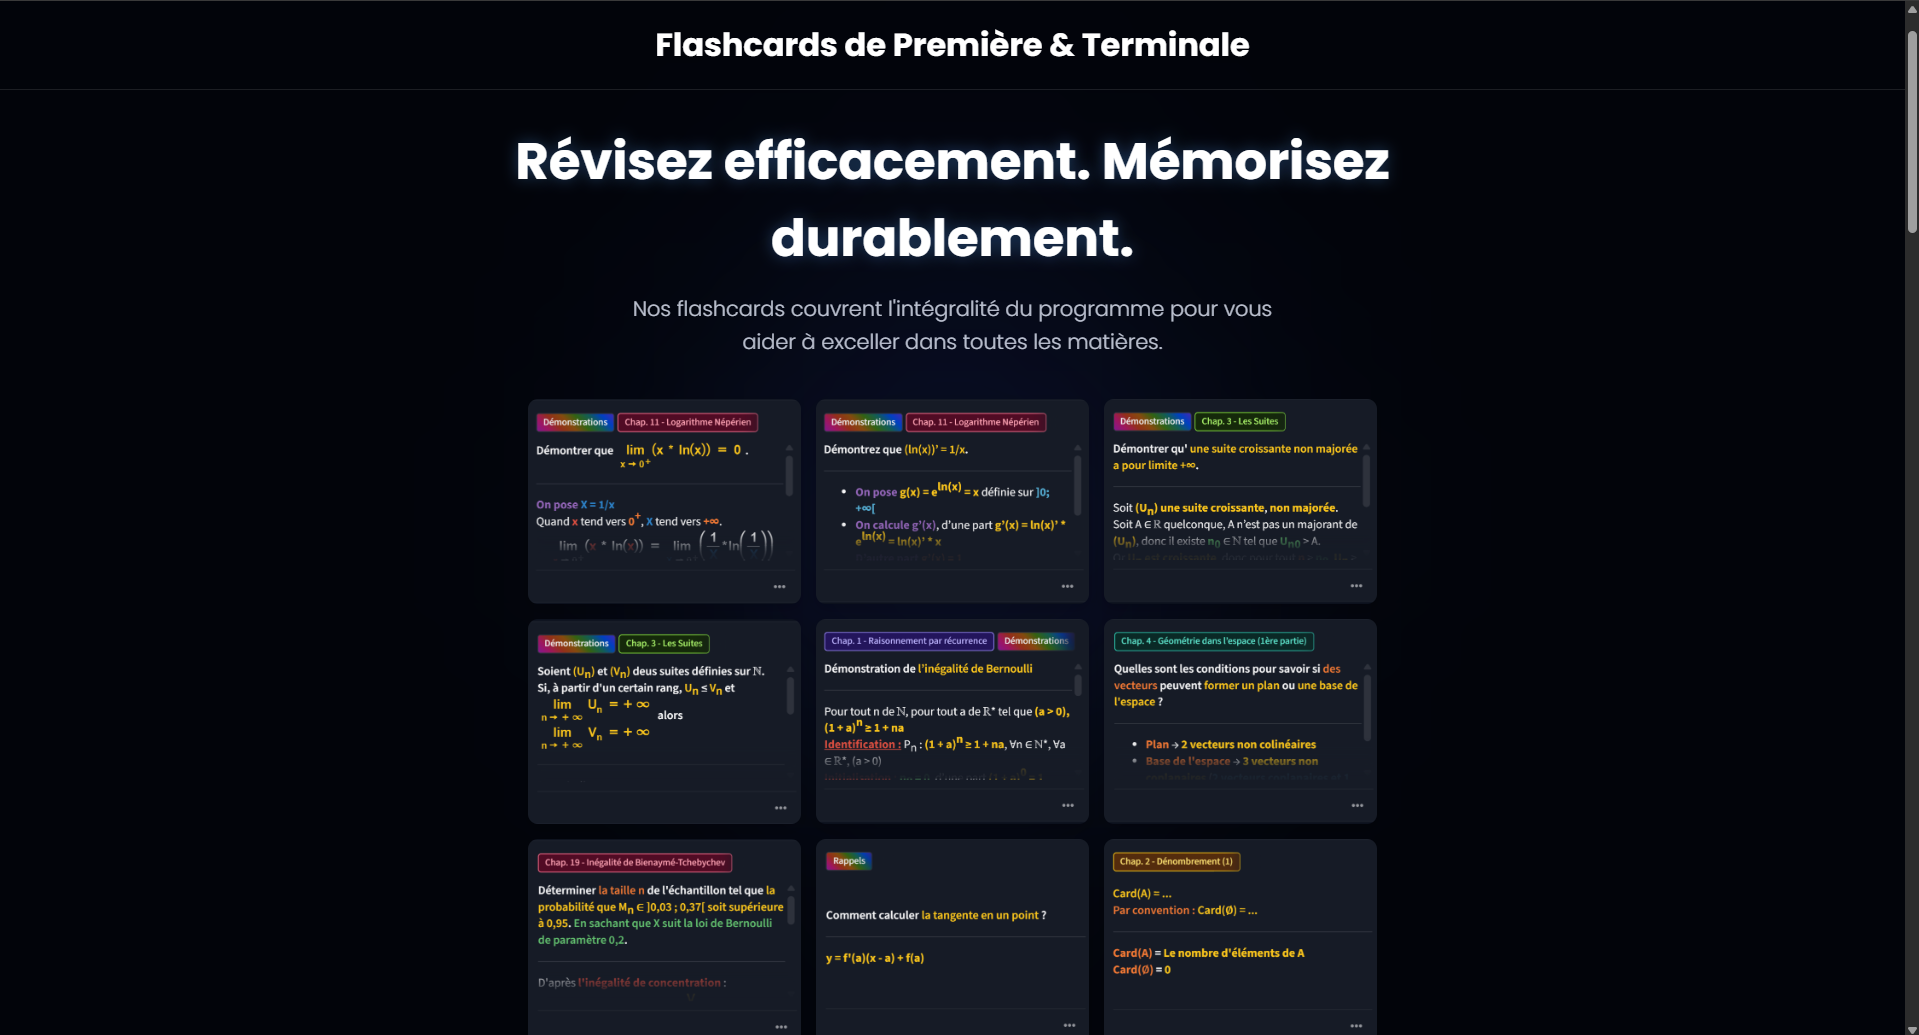 Flashcards de Première & Terminale
Révisez efficacement. Mémorisez
durablement.
Nos flashcards couvrent l'intégralité du programme pour vous
aider à exceller dans toutes les matières.
Démonstrations Chap. 11 - Logarithme Népérien
Démontrer que lim (x * ln(x)) = 0 .
x → 0⁺
On pose X = 1/x
Quand x tend vers 0⁺, X tend vers +∞.
lim (x * ln(x)) = lim (1/x * ln(1/x))
Démonstrations Chap. 11 - Logarithme Népérien
Démontrez que (ln(x))' = 1/x.
• On pose g(x) = e^ln(x) = x définie sur ]0;
+∞[
• On calcule g'(x), d'une part g'(x) = ln(x)' *
e^ln(x) = ln(x)' * x
Démonstrations Chap. 3 - Les Suites
Démontrer qu' une suite croissante non majorée
a pour limite +∞.
Soit (Uₙ) une suite croissante, non majorée.
Soit A ∈ ℝ quelconque, A n'est pas un majorant de
(Uₙ), donc il existe n₀ ∈ ℕ tel que Uₙ₀ > A.
Or Uₙ est croissante, donc pour tout
Démonstrations Chap. 3 - Les Suites
Soient (Uₙ) et (Vₙ) deus suites définies sur ℕ.
Si, à partir d'un certain rang, Uₙ ≤ Vₙ et
lim Uₙ = + ∞
n → + ∞ alors
lim Vₙ = + ∞
n → + ∞
Chap. 1 - Raisonnement par récurrence Démonstrations
Démonstration de l'inégalité de Bernoulli
Pour tout n de ℕ, pour tout a de ℝ* tel que (a > 0),
(1 + a)ⁿ ≥ 1 + na
Identification : Pₙ : (1 + a)ⁿ ≥ 1 + na, ∀n ∈ ℕ*, ∀a
∈ ℝ*, (a > 0)
Chap. 4 - Géométrie dans l'espace (1ère partie)
Quelles sont les conditions pour savoir si des
vecteurs peuvent former un plan ou une base de
l'espace ?
• Plan → 2 vecteurs non colinéaires
• Base de l'espace → 3 vecteurs non
Chap. 19 - Inégalité de Bienaymé-Tchebychev
Déterminer la taille n de l'échantillon tel que la
probabilité que Mₙ ∈ ]0,03 ; 0,37[ soit supérieure
à 0,95. En sachant que X suit la loi de Bernoulli
de paramètre 0,2.
D'après l'inégalité de concentration :
Rappels
Comment calculer la tangente en un point ?
y = f'(a)(x - a) + f(a)
Chap. 2 - Dénombrement (1)
Card(A) = ...
Par convention : Card(Ø) = ...
Card(A) = Le nombre d'éléments de A
Card(Ø) = 0